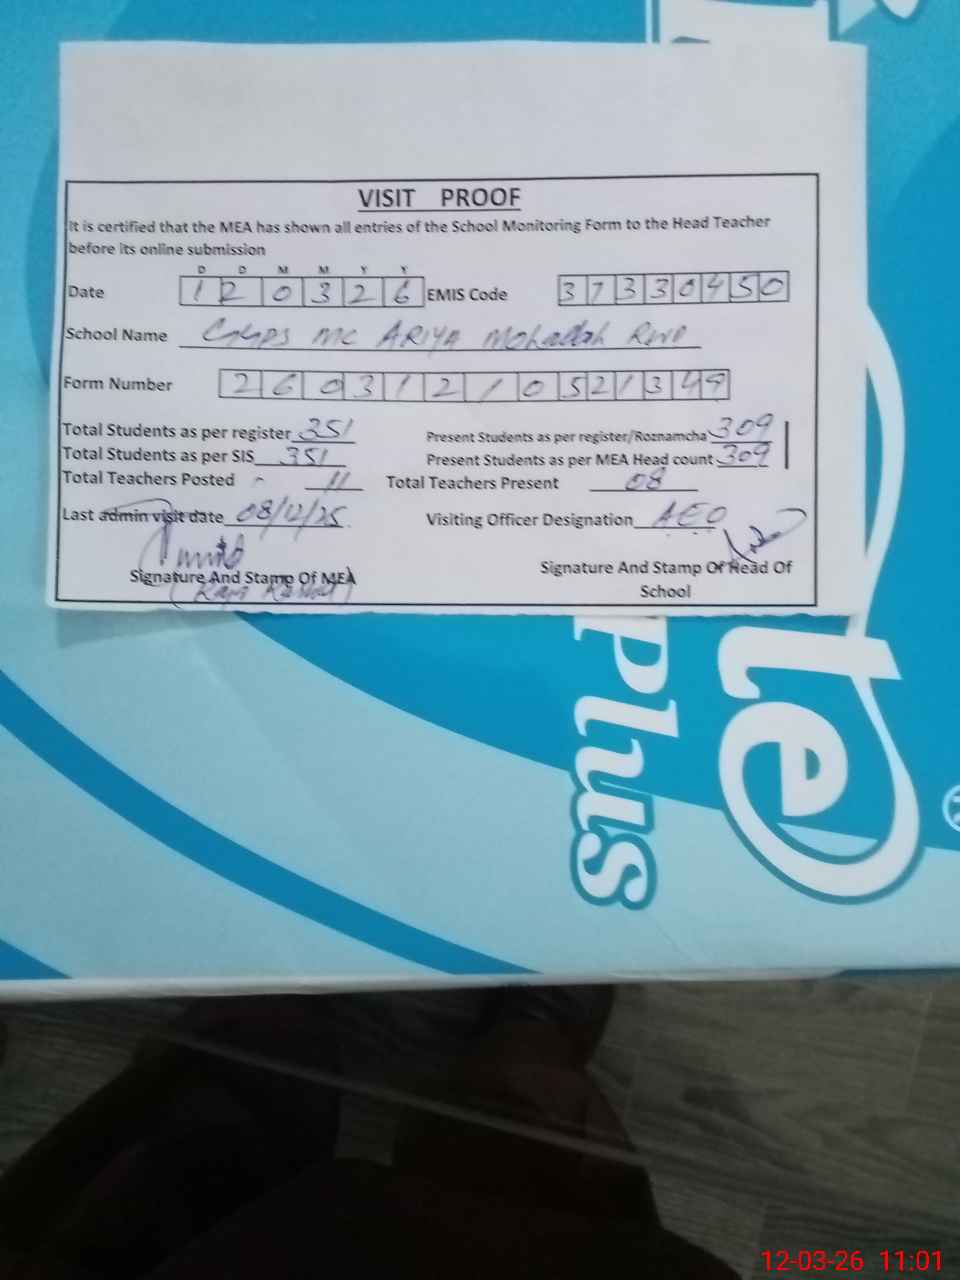 VISIT PROOF
It is certified that the MEA has shown all entries of the School Monitoring Form to the Head Teacher
before its online submission
D D M M Y Y
Date 1 2 0 3 2 6 EMIS Code 3 7 3 3 0 4 5 0
School Name GGPS MC ARIYA Mohallah RWP
Form Number 2 6 0 3 1 2 1 0 5 2 1 3 4 9
Total Students as per register 351 Present Students as per register/Roznamcha 309
Total Students as per SIS 351 Present Students as per MEA Head count 309
Total Teachers Posted 11 Total Teachers Present 08
Last admin visit date 08/12/25 Visiting Officer Designation AEO
Signature And Stamp Of MEA Signature And Stamp Of Head Of
School
te
Plus
®
12-03-26 11:01